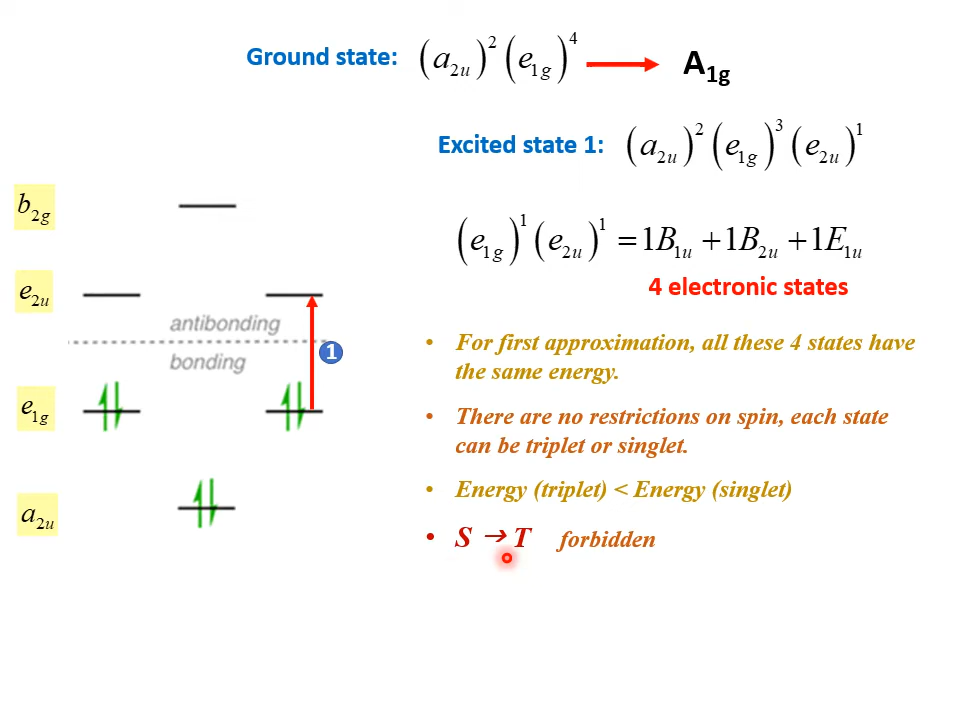 Ground state: (a₂ᵤ)² (e₁g)⁴ → A₁g
Excited state 1: (a₂ᵤ)² (e₁g)³ (e₂ᵤ)¹
b₂g
(e₁g)¹ (e₂ᵤ)¹ = 1B₁ᵤ + 1B₂ᵤ + 1E₁ᵤ
4 electronic states
e₂ᵤ
antibonding
bonding
1
e₁g
a₂ᵤ
• For first approximation, all these 4 states have
the same energy.
• There are no restrictions on spin, each state
can be triplet or singlet.
• Energy (triplet) < Energy (singlet)
• S → T forbidden